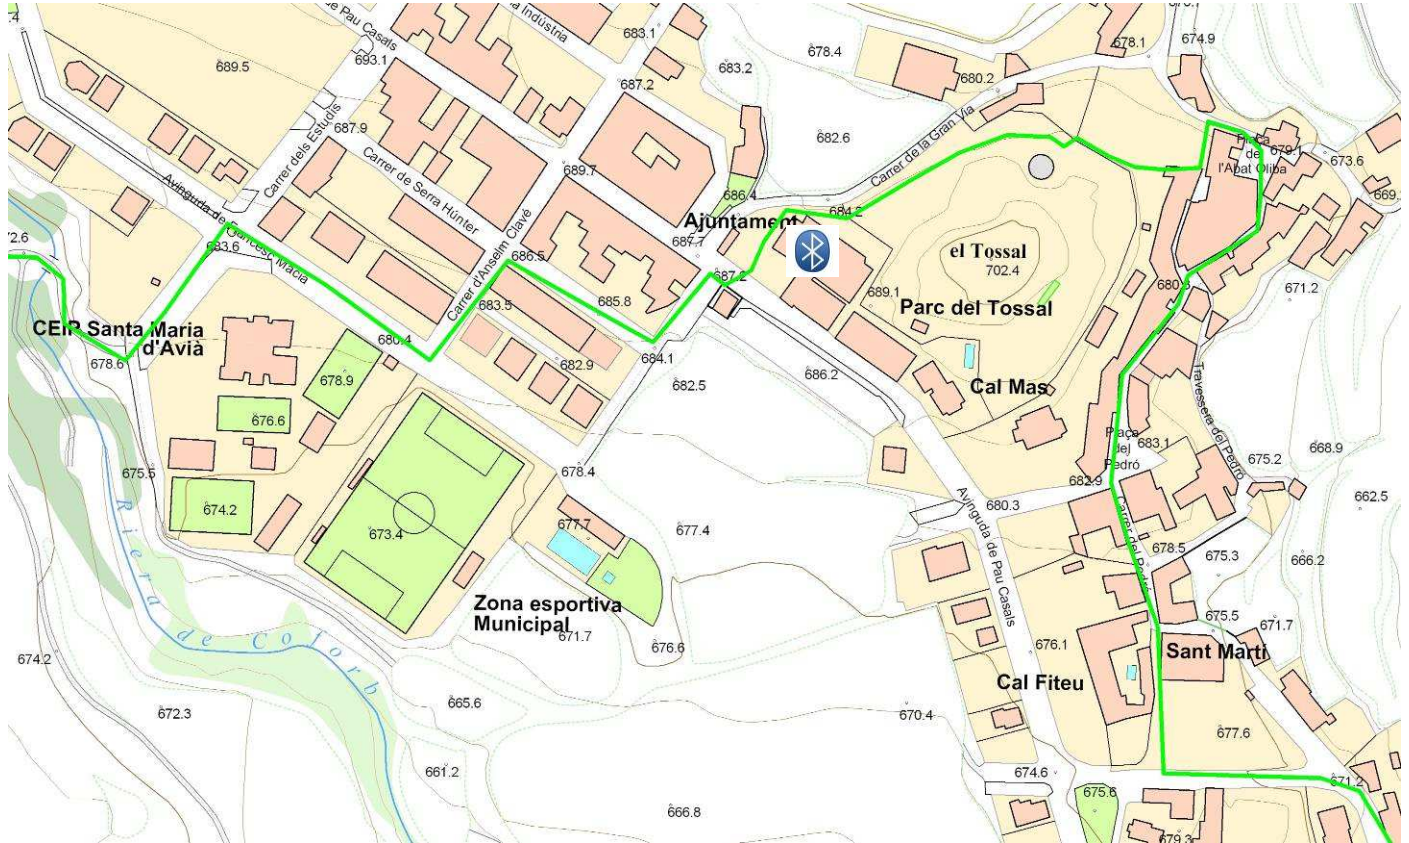 de Pau Casals
Indústria
683.1
678.4
678.1
674.9
689.5
693.1
683.2
680.2
687.2
687.9
Carrer dels Estudis
682.6
Carrer de la Gran Via
Plaça
de
l'Abat Oliba
679.1
673.6
Carrer de Serra Húnter
689.7
Avinguda de Francesc Macià
686.4
684.2
Ajuntament
Carrer d'Anselm Clavé
683.6
686.5
687.7
687.2
el Tossal
702.4
680.8
671.2
683.5
685.8
689.1
Parc del Tossal
CEIP Santa Maria
d'Avià
678.6
680.4
684.1
682.9
682.5
686.2
678.9
Cal Mas
Travessera del Pedró
676.6
Plaça
del
Pedró
683.1
668.9
675.2
675.5
678.4
682.9
662.5
674.2
673.4
677.7
677.4
680.3
Avinguda de Pau Casals
Carrer del Pedró
678.5
675.3
666.2
Riera de Coforb
Zona esportiva
Municipal
671.7
675.5
671.7
674.2
676.6
676.1
Sant Martí
Cal Fiteu
672.3
665.6
670.4
677.6
661.2
674.6
671.2
666.8
675.6
679.3